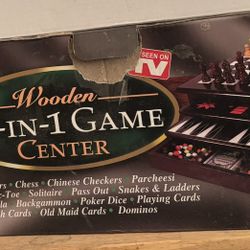 SEEN ON
TV
Wooden
-IN-1 GAME
CENTER
rs • Chess • Chinese Checkers Parcheesi
c-Toe Solitaire Pass Out • Snakes & Ladders
la Backgammon • Poker Dice • Playing Cards
h Cards • Old Maid Cards • Dominos